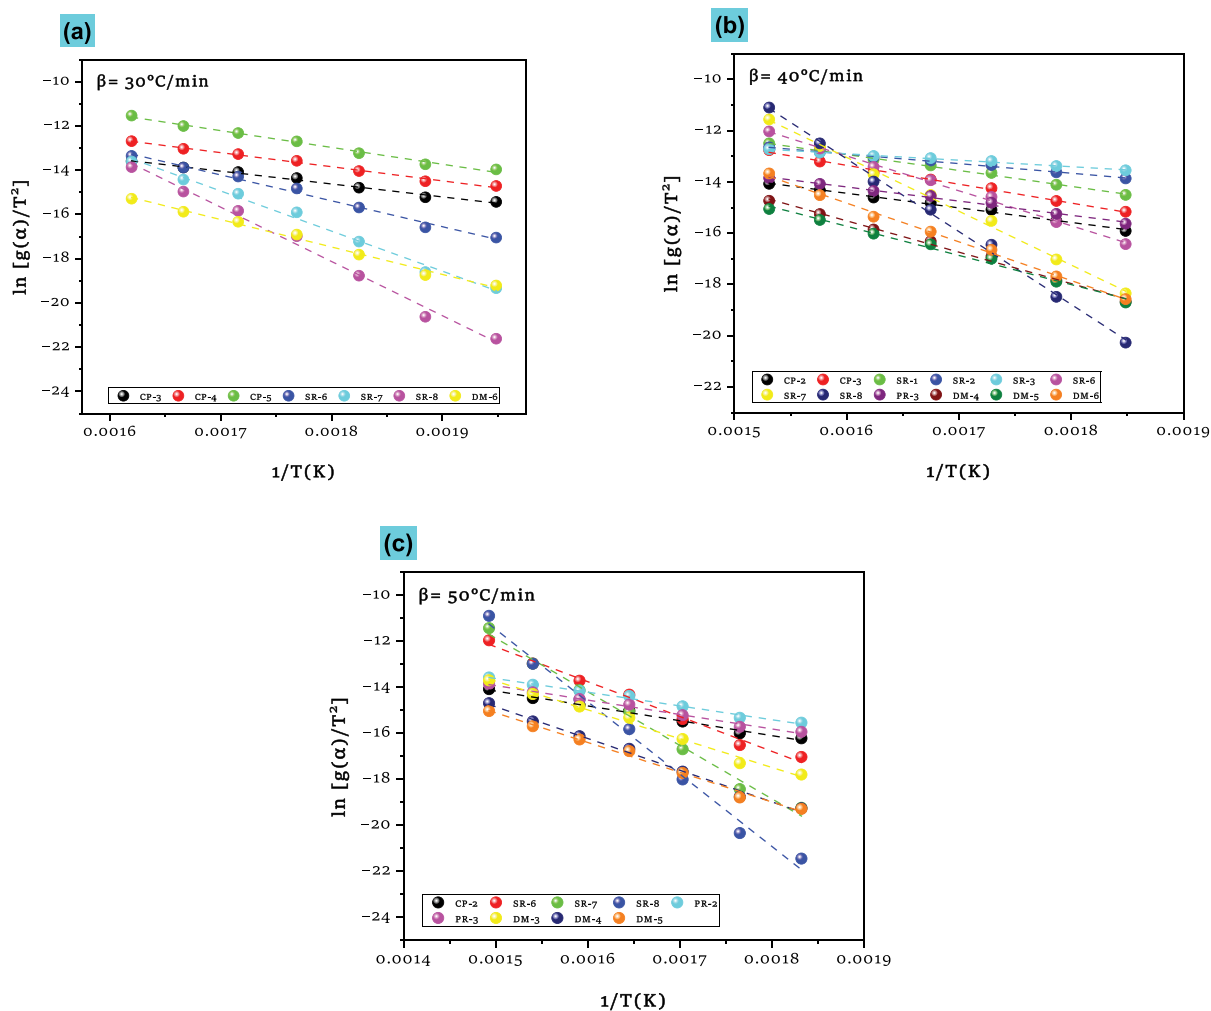 (a)
β= 30°C/min
ln [g(α)/T²]
−10
−12
−14
−16
−18
−20
−22
−24
CP-3 CP-4 CP-5 SR-6 SR-7 SR-8 DM-6
0.0016 0.0017 0.0018 0.0019
1/T(K)
(b)
β= 40°C/min
ln [g(α)/T²]
−10
−12
−14
−16
−18
−20
−22
CP-2 CP-3 SR-1 SR-2 SR-3 SR-6
SR-7 SR-8 PR-3 DM-4 DM-5 DM-6
0.0015 0.0016 0.0017 0.0018 0.0019
1/T(K)
(c)
β= 50°C/min
ln [g(α)/T²]
−10
−12
−14
−16
−18
−20
−22
−24
CP-2 SR-6 SR-7 SR-8 PR-2
PR-3 DM-3 DM-4 DM-5
0.0014 0.0015 0.0016 0.0017 0.0018 0.0019
1/T(K)